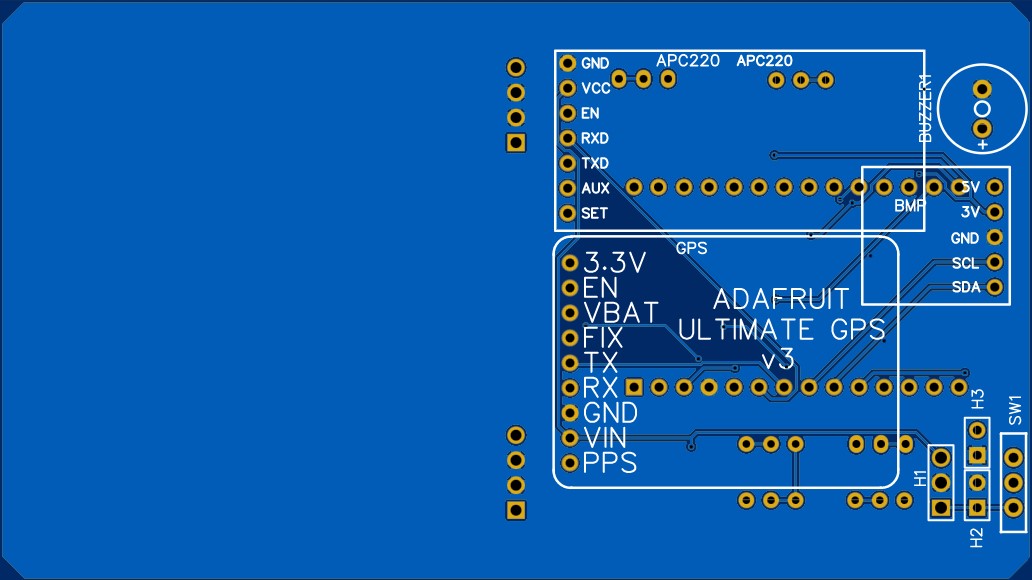 APC220
APC220
GND
VCC
EN
RXD
TXD
AUX
SET
BUZZER1
+
5V
3V
GND
SCL
SDA
BMP
GPS
3.3V
EN
VBAT
FIX
TX
RX
GND
VIN
PPS
ADAFRUIT
ULTIMATE GPS
v3
H3
SW1
H1
H2